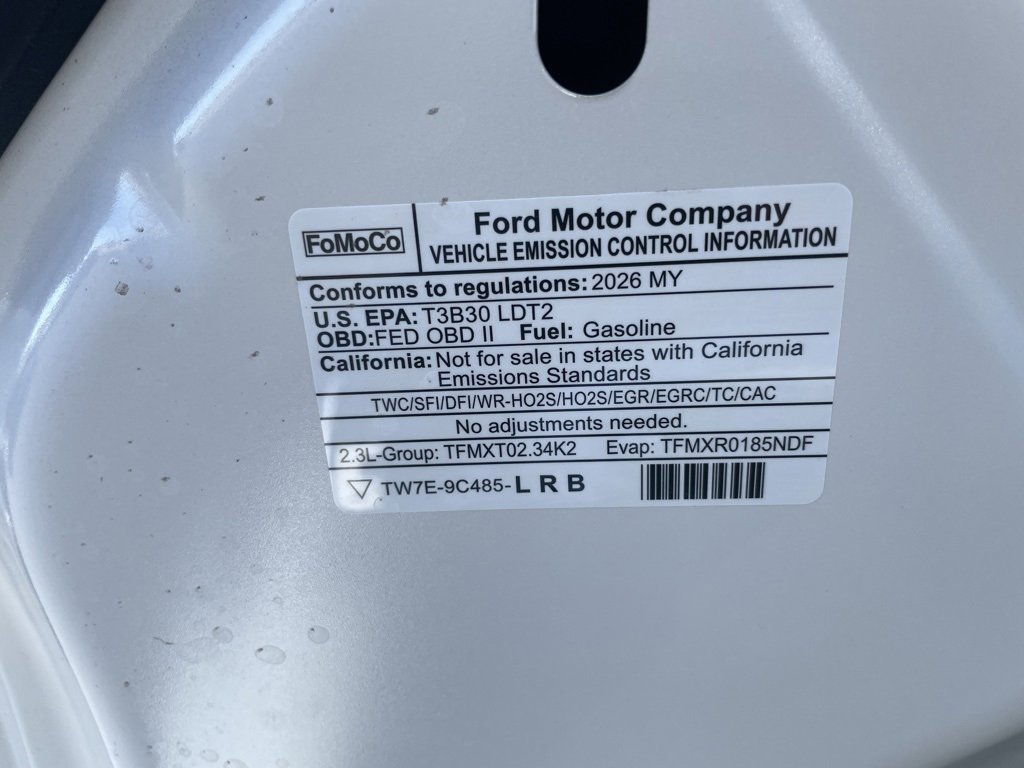 FoMoCo
Ford Motor Company
VEHICLE EMISSION CONTROL INFORMATION
Conforms to regulations: 2026 MY
U.S. EPA: T3B30 LDT2
OBD:FED OBD II Fuel: Gasoline
California: Not for sale in states with California
Emissions Standards
TWC/SFI/DFI/WR-HO2S/HO2S/EGR/EGRC/TC/CAC
No adjustments needed.
2.3L-Group: TFMXT02.34K2 Evap: TFMXR0185NDF
TW7E-9C485-L R B